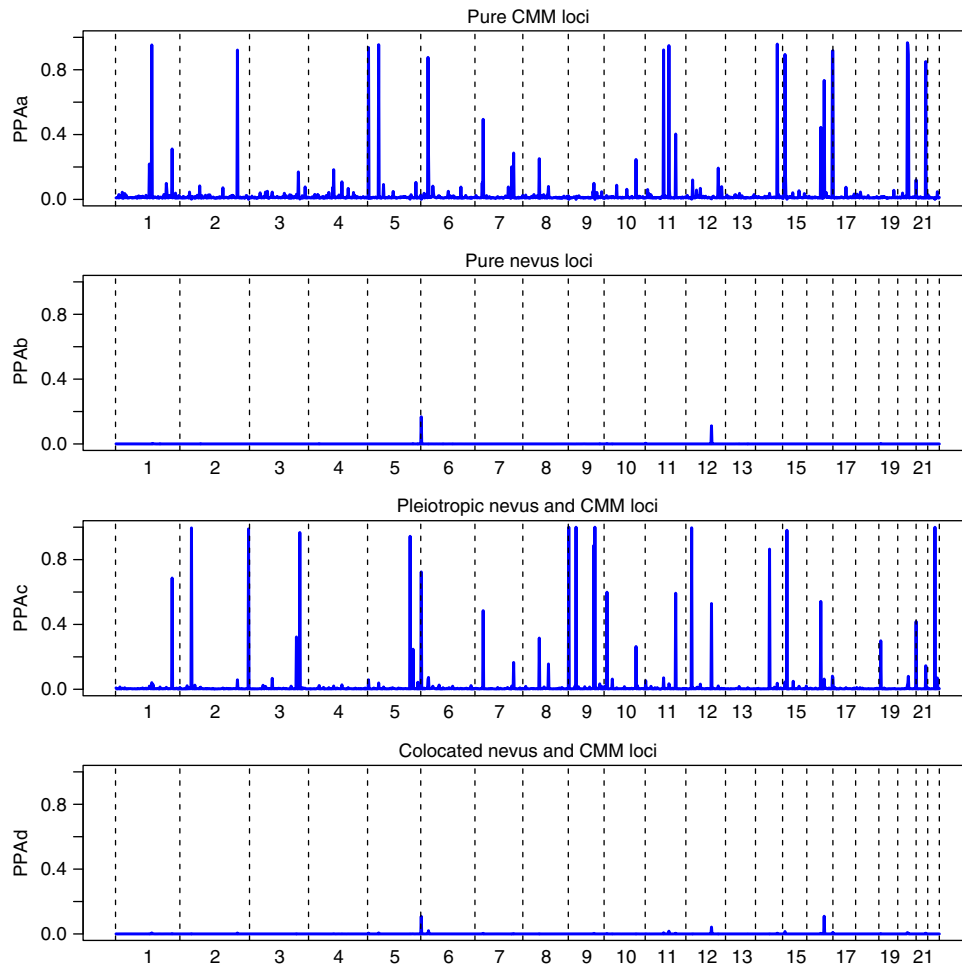 Pure CMM loci
PPAa
0.8
0.4
0.0
1 2 3 4 5 6 7 8 9 10 11 12 13 15 17 19 21
Pure nevus loci
PPAb
0.8
0.4
0.0
1 2 3 4 5 6 7 8 9 10 11 12 13 15 17 19 21
Pleiotropic nevus and CMM loci
PPAc
0.8
0.4
0.0
1 2 3 4 5 6 7 8 9 10 11 12 13 15 17 19 21
Colocated nevus and CMM loci
PPAd
0.8
0.4
0.0
1 2 3 4 5 6 7 8 9 10 11 12 13 15 17 19 21